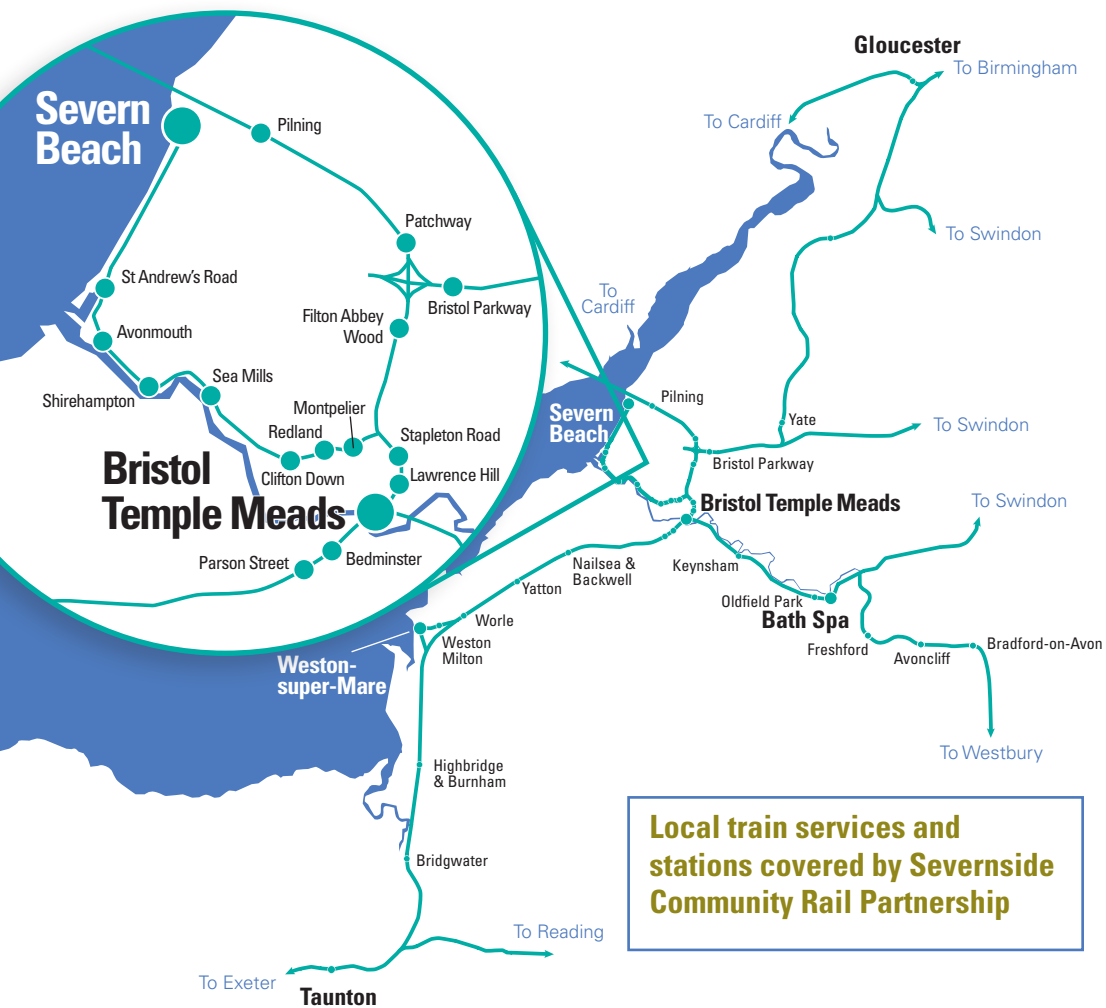 Gloucester
To Birmingham
To Cardiff
Severn
Beach
Pilning
Patchway
To Swindon
St Andrew's Road
Bristol Parkway
To
Cardiff
Filton Abbey
Wood
Avonmouth
Sea Mills
Shirehampton
Montpelier
Redland
Clifton Down
Stapleton Road
Lawrence Hill
Bristol
Temple Meads
Parson Street
Bedminster
Pilning
Severn
Beach
Yate
To Swindon
Bristol Parkway
Bristol Temple Meads
To Swindon
Nailsea &
Backwell
Keynsham
Yatton
Oldfield Park
Bath Spa
Worle
Weston
Milton
Weston-
super-Mare
Freshford
Avoncliff
Bradford-on-Avon
To Westbury
Highbridge
& Burnham
Bridgwater
Local train services and
stations covered by Severnside
Community Rail Partnership
To Reading
To Exeter
Taunton